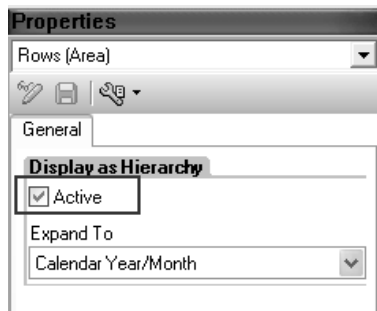 Properties
Rows (Area)
General
Display as Hierarchy
Active
Expand To
Calendar Year/Month